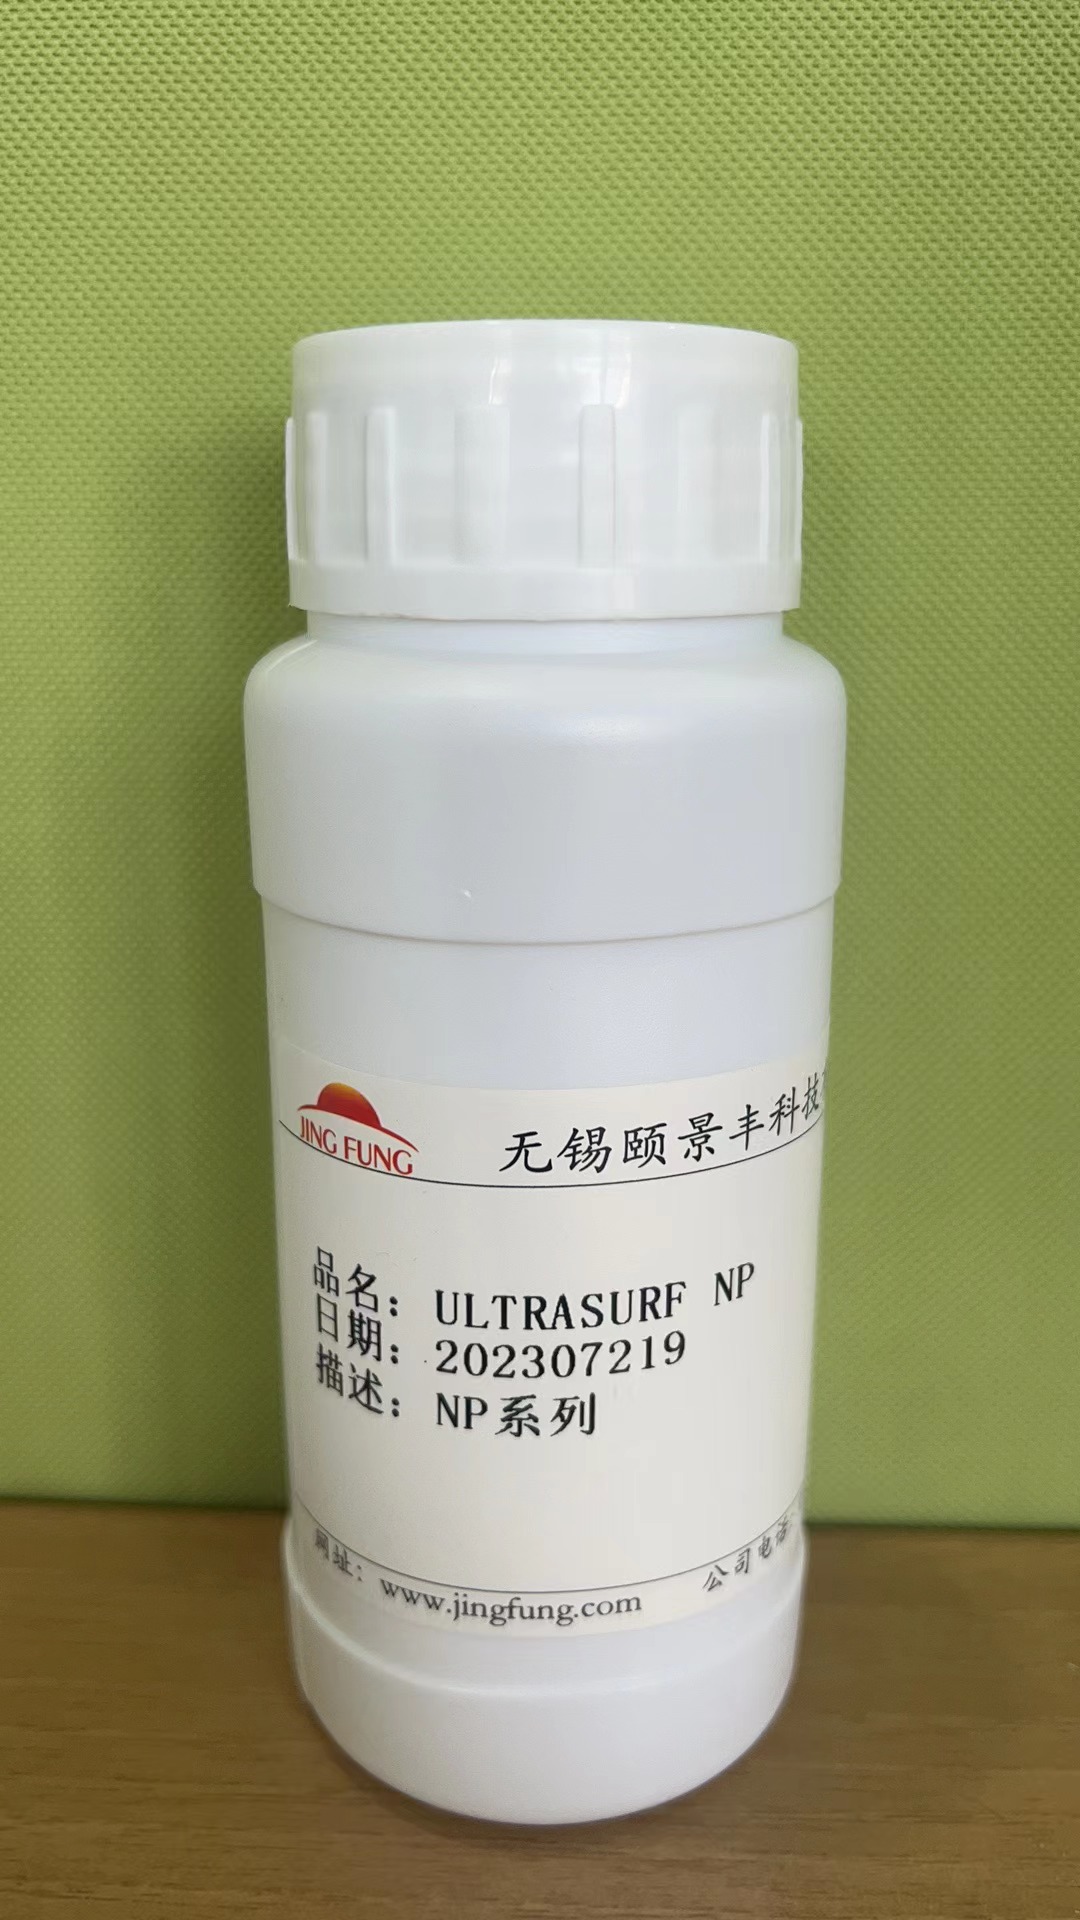 JING FUNG
无锡颐景丰科技
品名： ULTRASURF NP
日期： 202307219
描述： NP系列
网址： www.jingfung.com
公司电话